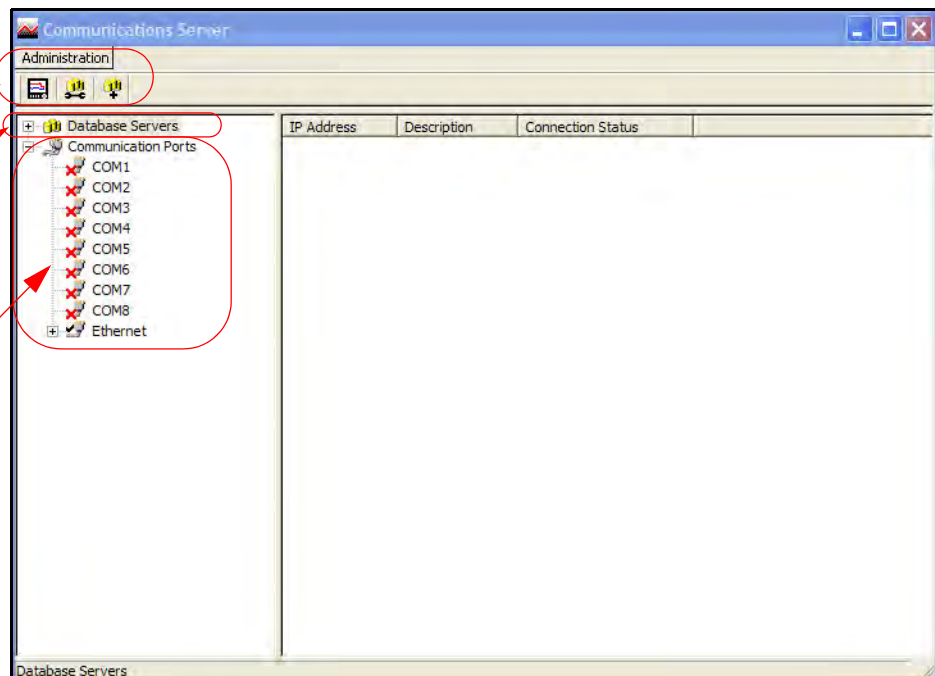 Communications Server
Administration
Database Servers
IP Address Description Connection Status
Communication Ports
COM1
COM2
COM3
COM4
COM5
COM6
COM7
COM8
Ethernet
Database Servers